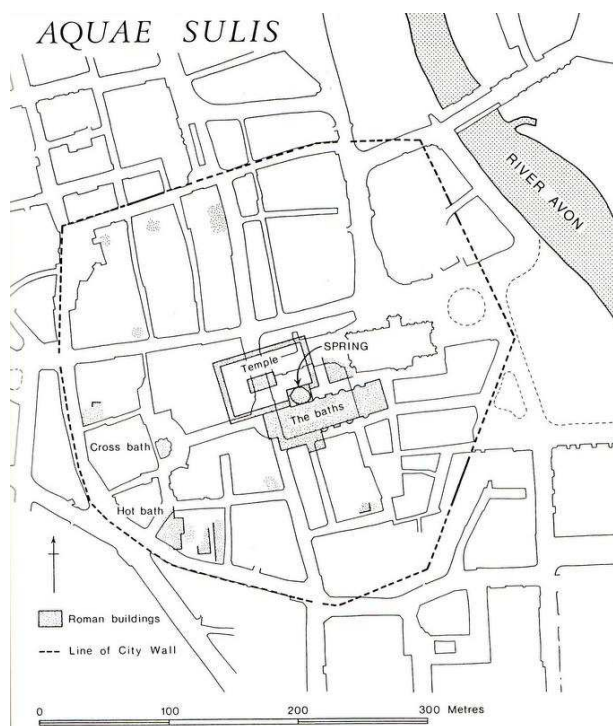 AQUAE SULIS
RIVER AVON
SPRING
Temple
The baths
Cross bath
Hot bath
Roman buildings
Line of City Wall
0 100 200 300 Metres